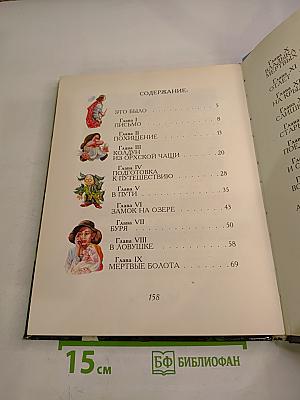 СОДЕРЖАНИЕ.
ЭТО БЫЛО 5
Глава I
ПИСЬМО 8
Глава II
ПОХИЩЕНИЕ 13
Глава III
КОЛДУН
ИЗ ОРХСКОЙ ЧАЩИ 20
Глава IV
ПОДГОТОВКА
К ПУТЕШЕСТВИЮ 28
Глава V
В ПУТИ 35
Глава VI
ЗАМОК НА ОЗЕРЕ 43
Глава VII
БУРЯ 50
Глава VIII
В ЛОВУШКЕ 58
Глава IX
МЕРТВЫЕ БОЛОТА 69
158
15 см
БФ БИБЛИОФАН